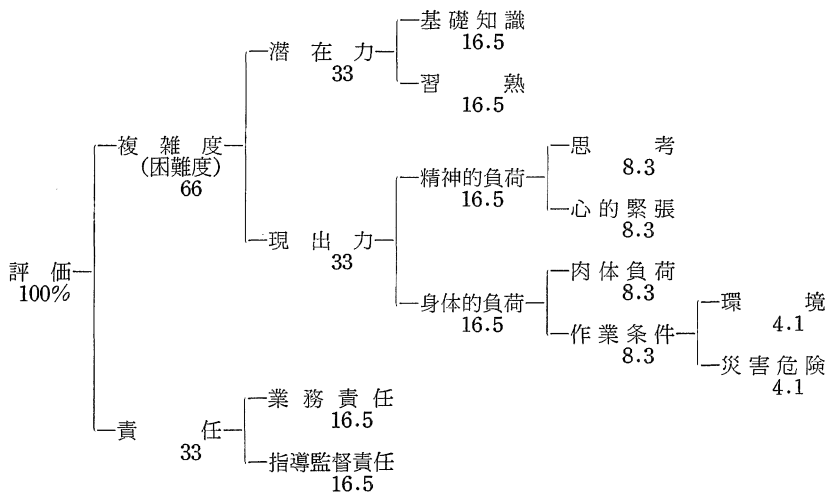 評価
100%
複雑度
(困難度)
66
潜在力
33
基礎知識
16.5
習熟
16.5
現出力
33
精神的負荷
16.5
思考
8.3
心的緊張
8.3
身体的負荷
16.5
肉体負荷
8.3
作業条件
8.3
環境
4.1
災害危険
4.1
責任
33
業務責任
16.5
指導監督責任
16.5